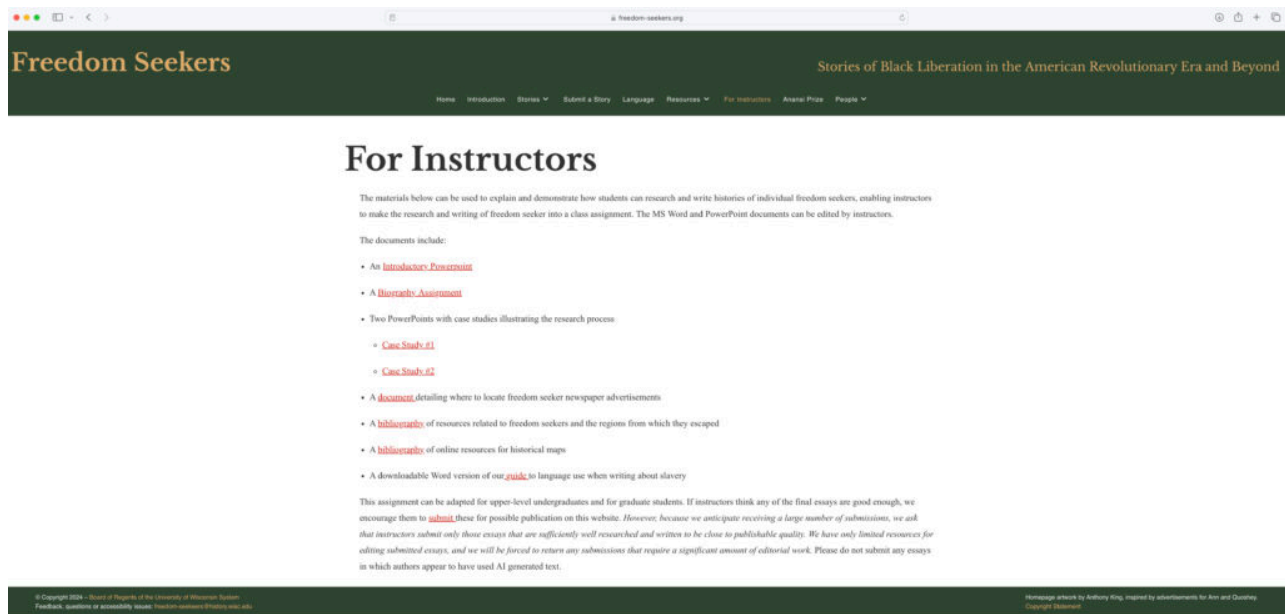 freedom-seekers.org
Freedom Seekers
Stories of Black Liberation in the American Revolutionary Era and Beyond
Home Introduction Stories Submit a Story Language Resources For Instructors Anansi Prize People
For Instructors
The materials below can be used to explain and demonstrate how students can research and write histories of individual freedom seekers, enabling instructors
to make the research and writing of freedom seeker into a class assignment. The MS Word and PowerPoint documents can be edited by instructors.
The documents include:
• An Introductory Powerpoint
• A Biography Assignment
• Two PowerPoints with case studies illustrating the research process
◦ Case Study #1
◦ Case Study #2
• A document detailing where to locate freedom seeker newspaper advertisements
• A bibliography of resources related to freedom seekers and the regions from which they escaped
• A bibliography of online resources for historical maps
• A downloadable Word version of our guide to language use when writing about slavery
This assignment can be adapted for upper-level undergraduates and for graduate students. If instructors think any of the final essays are good enough, we
encourage them to submit these for possible publication on this website. However, because we anticipate receiving a large number of submissions, we ask
that instructors submit only those essays that are sufficiently well researched and written to be close to publishable quality. We have only limited resources for
editing submitted essays, and we will be forced to return any submissions that require a significant amount of editorial work. Please do not submit any essays
in which authors appear to have used AI generated text.
© Copyright 2024 – Board of Regents of the University of Wisconsin System
Feedback, questions or accessibility issues: freedom-seekers@history.wisc.edu
Homepage artwork by Anthony King, inspired by advertisements for Ann and Quashey.
Copyright Statement